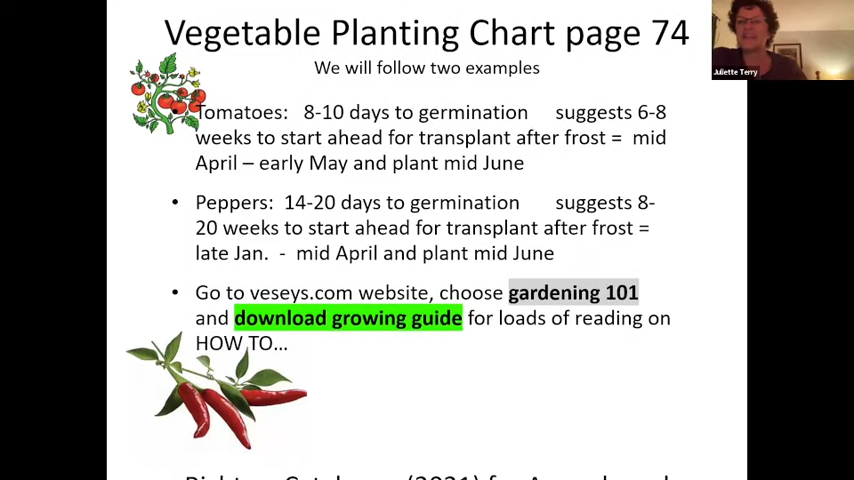 Vegetable Planting Chart page 74
We will follow two examples
Juliette Terry
• Tomatoes: 8-10 days to germination suggests 6-8
weeks to start ahead for transplant after frost = mid
April – early May and plant mid June
• Peppers: 14-20 days to germination suggests 8-
20 weeks to start ahead for transplant after frost =
late Jan. - mid April and plant mid June
• Go to veseys.com website, choose gardening 101
and download growing guide for loads of reading on
HOW TO...